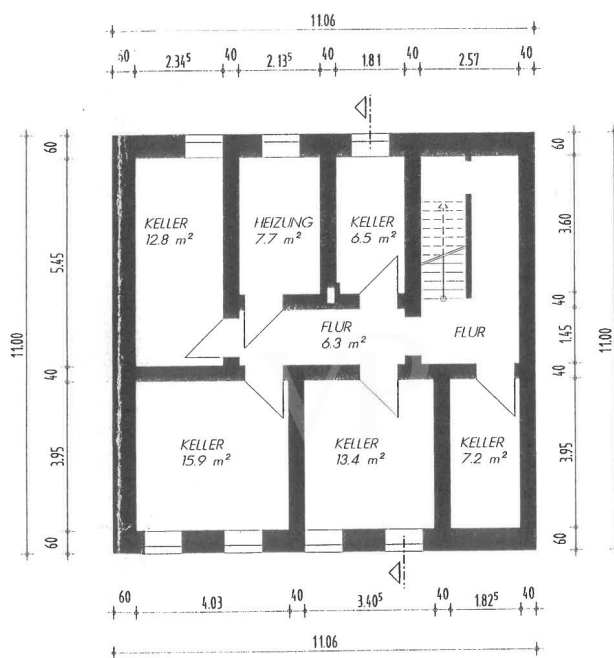 11.06
60 2.34⁵ 40 2.13⁵ 40 1.81 40 2.57 40
60 5.45 40 3.95 60
11.00
KELLER
12.8 m²
HEIZUNG
7.7 m²
KELLER
6.5 m²
FLUR
6.3 m²
FLUR
KELLER
15.9 m²
KELLER
13.4 m²
KELLER
7.2 m²
60 3.60 40 1.45 40 3.95 60
11.00
60 4.03 40 3.40⁵ 40 1.82⁵ 40
11.06
VP